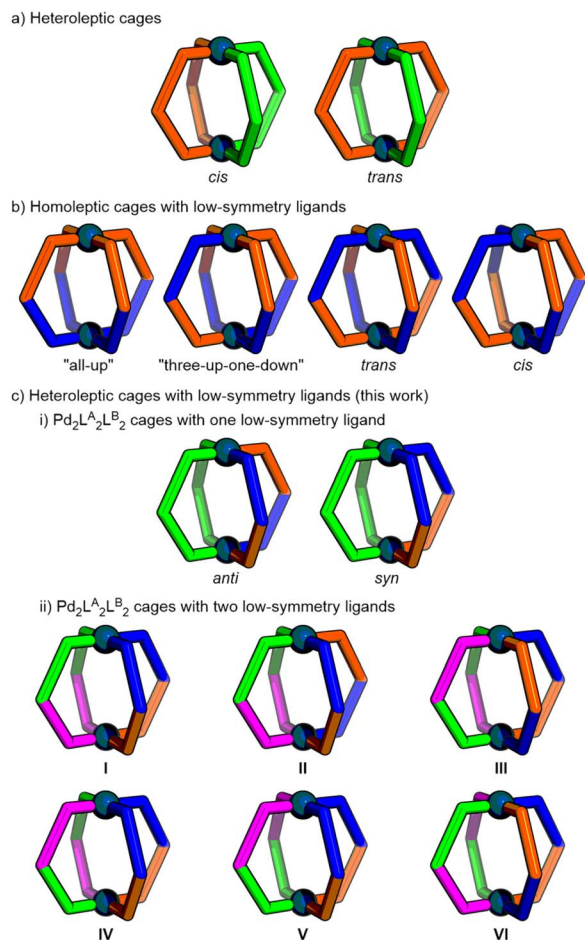 a) Heteroleptic cages
cis trans
b) Homoleptic cages with low-symmetry ligands
"all-up" "three-up-one-down" trans cis
c) Heteroleptic cages with low-symmetry ligands (this work)
i) Pd₂Lᴬ₂Lᴮ₂ cages with one low-symmetry ligand
anti syn
ii) Pd₂Lᴬ₂Lᴮ₂ cages with two low-symmetry ligands
I II III
IV V VI